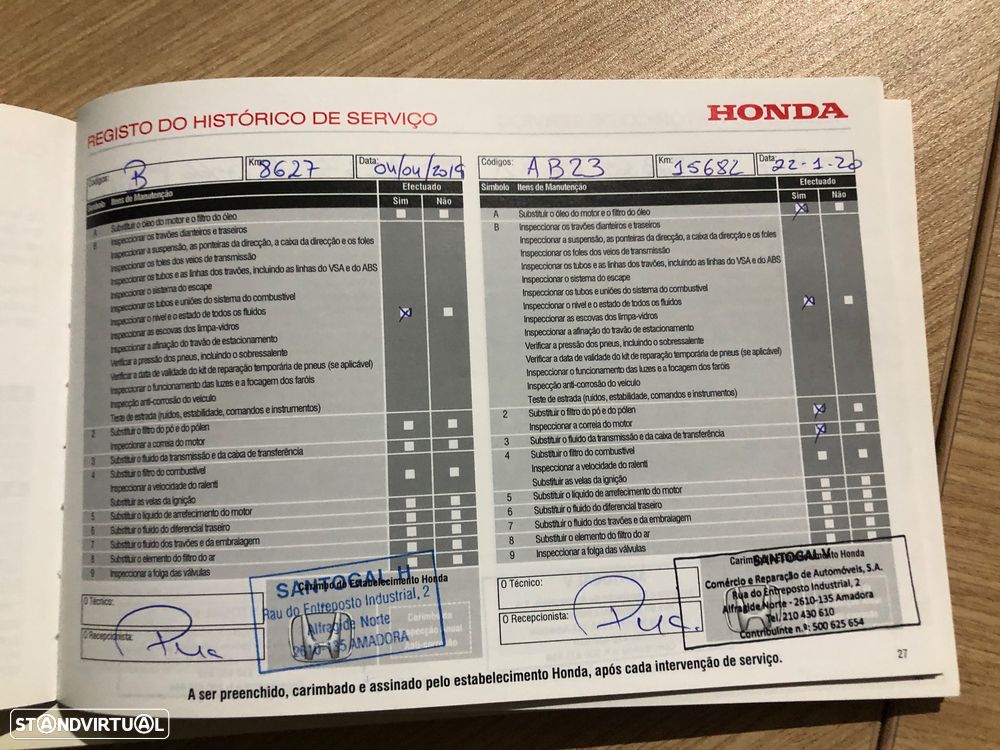 REGISTO DO HISTÓRICO DE SERVIÇO
HONDA
Códigos: B Km: 8627 Data: 04/04/2019
Símbolo Itens de Manutenção Efectuado
Sim Não
A Substituir o óleo do motor e o filtro do óleo
B Inspeccionar os travões dianteiros e traseiros
Inspeccionar a suspensão, as ponteiras da direcção, a caixa da direcção e os foles
Inspeccionar os foles dos veios de transmissão
Inspeccionar os tubos e as linhas dos travões, incluindo as linhas do VSA e do ABS
Inspeccionar o sistema do escape
Inspeccionar os tubos e uniões do sistema do combustível
Inspeccionar o nível e o estado de todos os fluidos
Inspeccionar as escovas dos limpa-vidros
Inspeccionar a afinação do travão de estacionamento
Verificar a pressão dos pneus, incluindo o sobressalente
Verificar a data de validade do kit de reparação temporária de pneus (se aplicável)
Inspeccionar o funcionamento das luzes e a focagem dos faróis
Inspecção anti-corrosão do veículo
Teste de estrada (ruídos, estabilidade, comandos e instrumentos)
2 Substituir o filtro do pó e do pólen
Inspeccionar a correia do motor
3 Substituir o fluido da transmissão e da caixa de transferência
4 Substituir o filtro do combustível
Inspeccionar a velocidade do ralenti
Substituir as velas da ignição
5 Substituir o líquido de arrefecimento do motor
6 Substituir o fluido do diferencial traseiro
7 Substituir o fluido dos travões e da embraiagem
8 Substituir o elemento do filtro do ar
9 Inspeccionar a folga das válvulas
O Técnico:
O Recepcionista:
Carimbo do Estabelecimento Honda
SANTOGAL H
Rau do Entreposto Industrial, 2
Alfragide Norte
2610-135 AMADORA
Códigos: AB23 Km: 15682 Data: 22-1-20
Símbolo Itens de Manutenção Efectuado
Sim Não
A Substituir o óleo do motor e o filtro do óleo
B Inspeccionar os travões dianteiros e traseiros
Inspeccionar a suspensão, as ponteiras da direcção, a caixa da direcção e os foles
Inspeccionar os foles dos veios de transmissão
Inspeccionar os tubos e as linhas dos travões, incluindo as linhas do VSA e do ABS
Inspeccionar o sistema do escape
Inspeccionar os tubos e uniões do sistema do combustível
Inspeccionar o nível e o estado de todos os fluidos
Inspeccionar as escovas dos limpa-vidros
Inspeccionar a afinação do travão de estacionamento
Verificar a pressão dos pneus, incluindo o sobressalente
Verificar a data de validade do kit de reparação temporária de pneus (se aplicável)
Inspeccionar o funcionamento das luzes e a focagem dos faróis
Inspecção anti-corrosão do veículo
Teste de estrada (ruídos, estabilidade, comandos e instrumentos)
2 Substituir o filtro do pó e do pólen
Inspeccionar a correia do motor
3 Substituir o fluido da transmissão e da caixa de transferência
4 Substituir o filtro do combustível
Inspeccionar a velocidade do ralenti
Substituir as velas da ignição
5 Substituir o líquido de arrefecimento do motor
6 Substituir o fluido do diferencial traseiro
7 Substituir o fluido dos travões e da embraiagem
8 Substituir o elemento do filtro do ar
9 Inspeccionar a folga das válvulas
O Técnico:
O Recepcionista:
Honda
SANTOGAL
Comércio e Reparação de Automóveis, S.A.
Rua do Entreposto Industrial, 2
Alfragide Norte - 2610-135 Amadora
Tel. 210 430 610
Contribuinte n.º: 500 625 654
A ser preenchido, carimbado e assinado pelo estabelecimento Honda, após cada intervenção de serviço.
27
STANDVIRTUAL